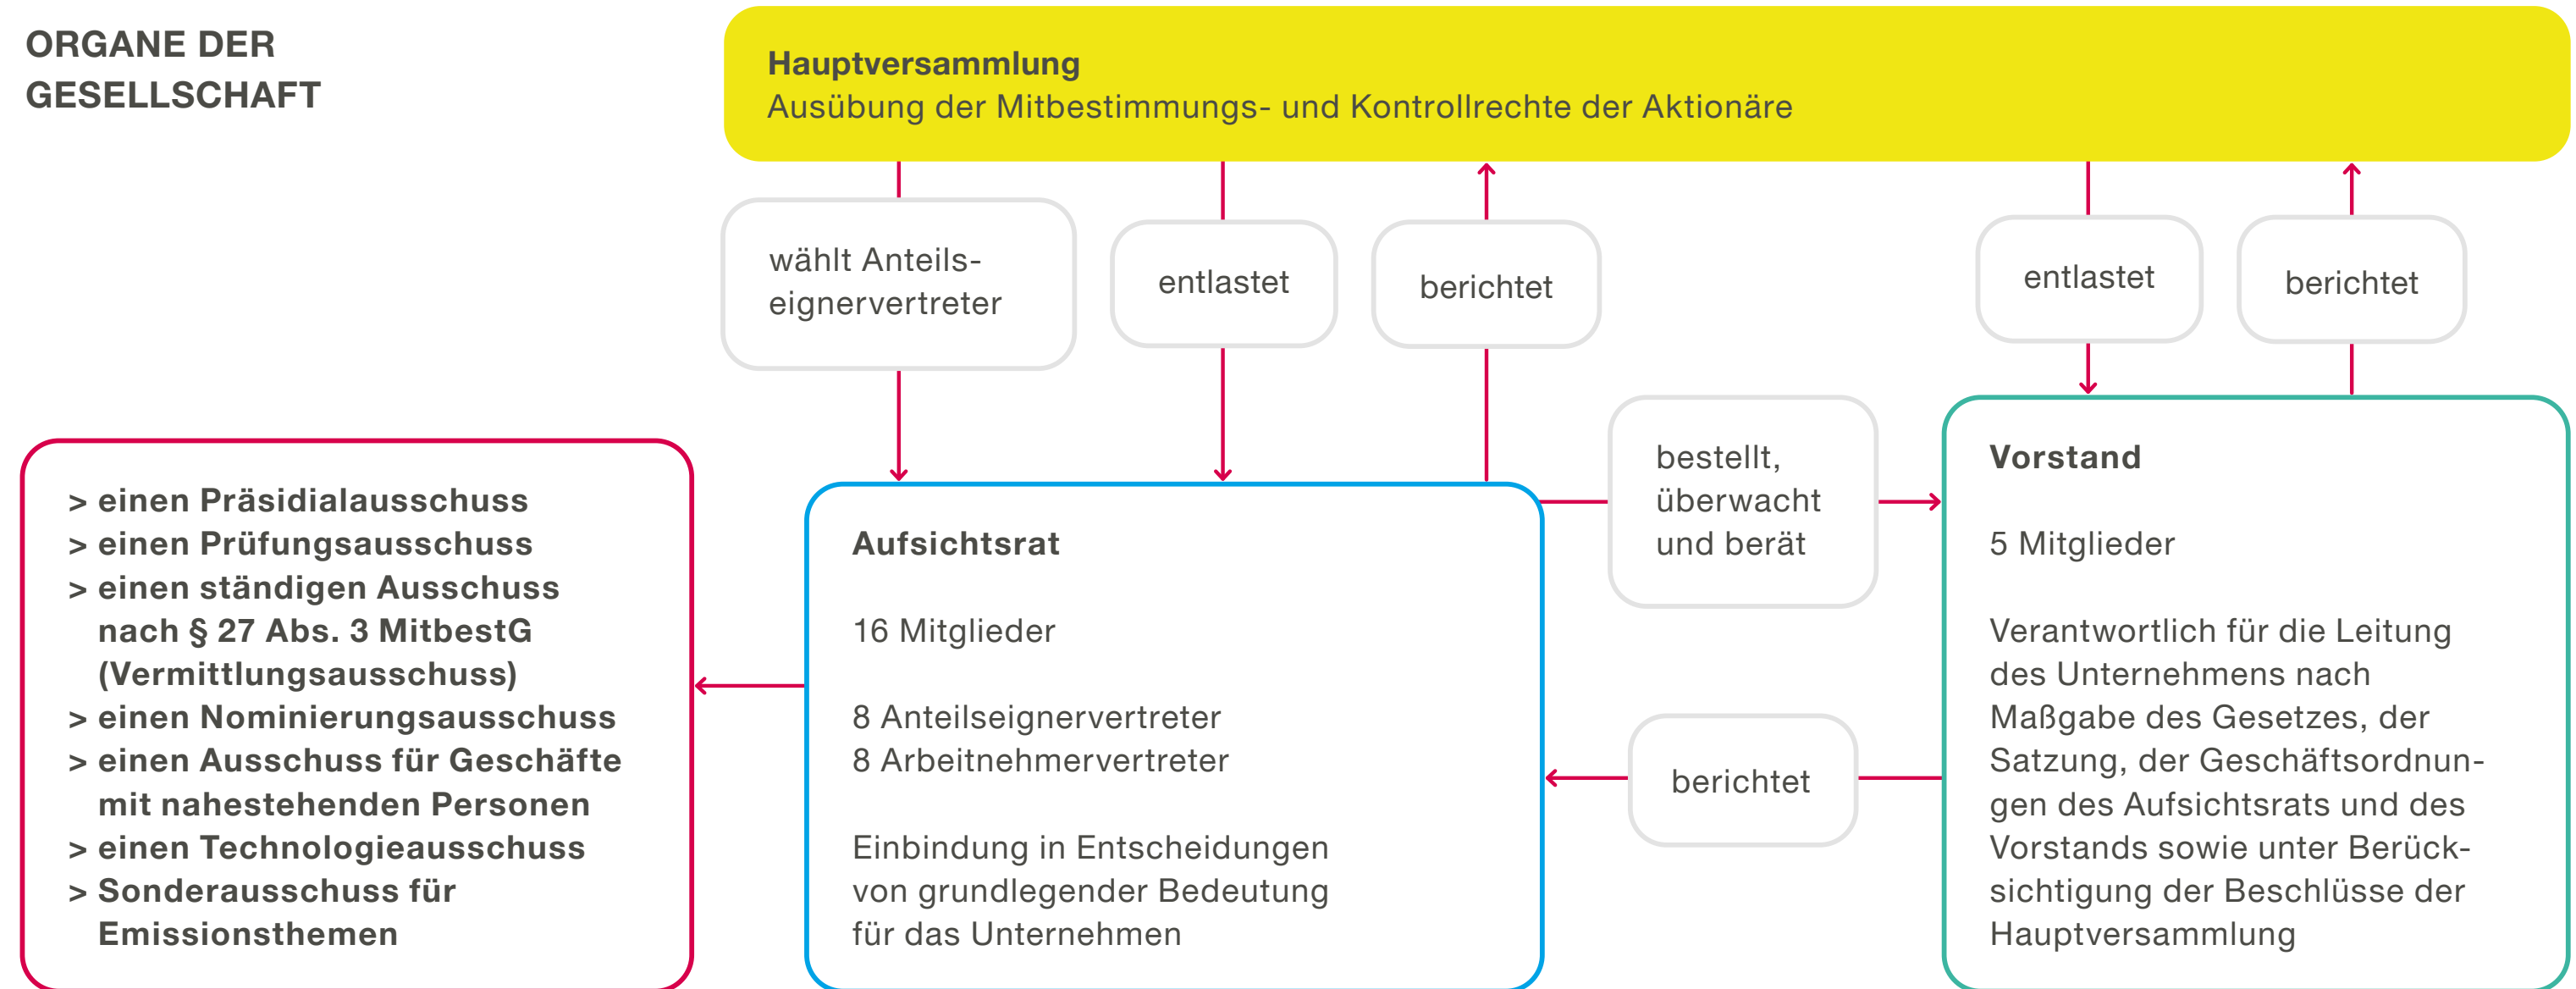 ORGANE DER
GESELLSCHAFT
Hauptversammlung
Ausübung der Mitbestimmungs- und Kontrollrechte der Aktionäre
wählt Anteils-
eignervertreter
entlastet
berichtet
entlastet
berichtet
> einen Präsidialausschuss
> einen Prüfungsausschuss
> einen ständigen Ausschuss
nach § 27 Abs. 3 MitbestG
(Vermittlungsausschuss)
> einen Nominierungsausschuss
> einen Ausschuss für Geschäfte
mit nahestehenden Personen
> einen Technologieausschuss
> Sonderausschuss für
Emissionsthemen
Aufsichtsrat
16 Mitglieder
8 Anteilseignervertreter
8 Arbeitnehmervertreter
Einbindung in Entscheidungen
von grundlegender Bedeutung
für das Unternehmen
bestellt,
überwacht
und berät
berichtet
Vorstand
5 Mitglieder
Verantwortlich für die Leitung
des Unternehmens nach
Maßgabe des Gesetzes, der
Satzung, der Geschäftsordnun-
gen des Aufsichtsrats und des
Vorstands sowie unter Berück-
sichtigung der Beschlüsse der
Hauptversammlung